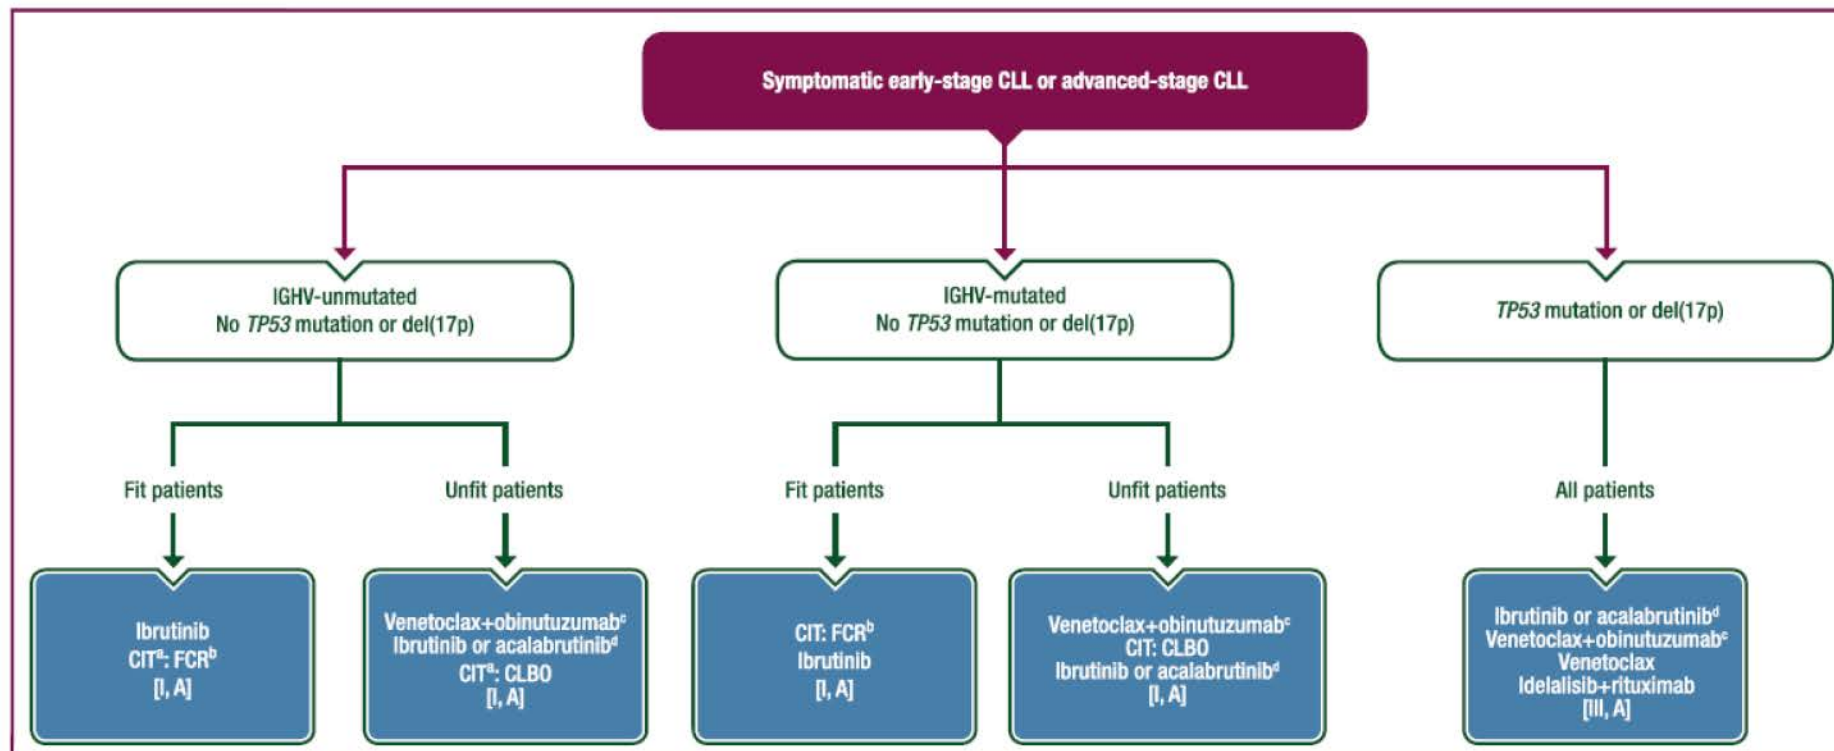 Symptomatic early-stage CLL or advanced-stage CLL
IGHV-unmutated
No TP53 mutation or del(17p)
IGHV-mutated
No TP53 mutation or del(17p)
TP53 mutation or del(17p)
Fit patients
Unfit patients
Fit patients
Unfit patients
All patients
Ibrutinib
CITᵃ: FCRᵇ
[I, A]
Venetoclax+obinutuzumabᶜ
Ibrutinib or acalabrutinibᵈ
CITᵃ: CLBO
[I, A]
CIT: FCRᵇ
Ibrutinib
[I, A]
Venetoclax+obinutuzumabᶜ
CIT: CLBO
Ibrutinib or acalabrutinibᵈ
[I, A]
Ibrutinib or acalabrutinibᵈ
Venetoclax+obinutuzumabᶜ
Venetoclax
Idelalisib+rituximab
[III, A]